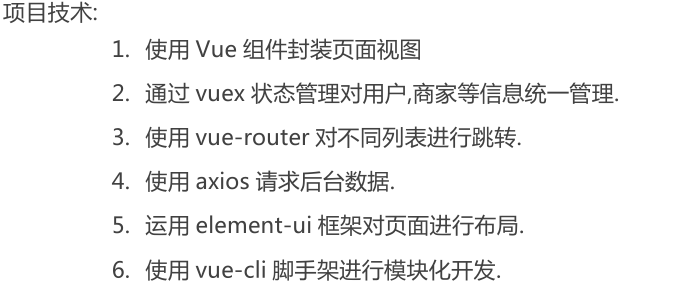 项目技术:
1. 使用 Vue 组件封装页面视图
2. 通过 vuex 状态管理对用户,商家等信息统一管理.
3. 使用 vue-router 对不同列表进行跳转.
4. 使用 axios 请求后台数据.
5. 运用 element-ui 框架对页面进行布局.
6. 使用 vue-cli 脚手架进行模块化开发.